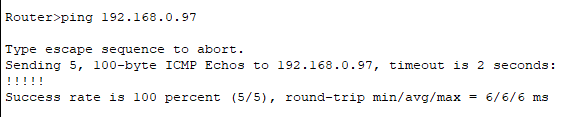 Router>ping 192.168.0.97
Type escape sequence to abort.
Sending 5, 100-byte ICMP Echos to 192.168.0.97, timeout is 2 seconds:
!!!!!
Success rate is 100 percent (5/5), round-trip min/avg/max = 6/6/6 ms